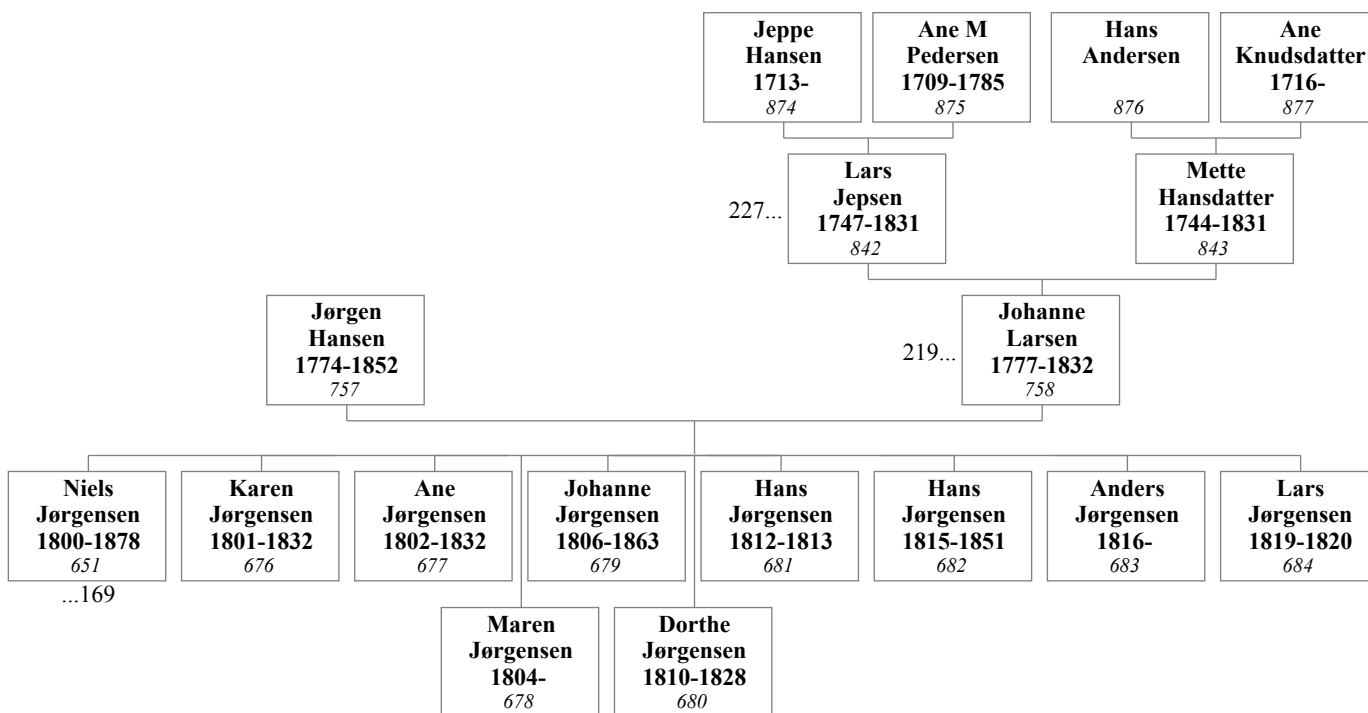 Jeppe
Hansen
1713-
874
Ane M
Pedersen
1709-1785
875
Hans
Andersen
876
Ane
Knudsdatter
1716-
877
227...
Lars
Jepsen
1747-1831
842
Mette
Hansdatter
1744-1831
843
Jørgen
Hansen
1774-1852
757
219...
Johanne
Larsen
1777-1832
758
Niels
Jørgensen
1800-1878
651
...169
Karen
Jørgensen
1801-1832
676
Ane
Jørgensen
1802-1832
677
Johanne
Jørgensen
1806-1863
679
Hans
Jørgensen
1812-1813
681
Hans
Jørgensen
1815-1851
682
Anders
Jørgensen
1816-
683
Lars
Jørgensen
1819-1820
684
Maren
Jørgensen
1804-
678
Dorthe
Jørgensen
1810-1828
680